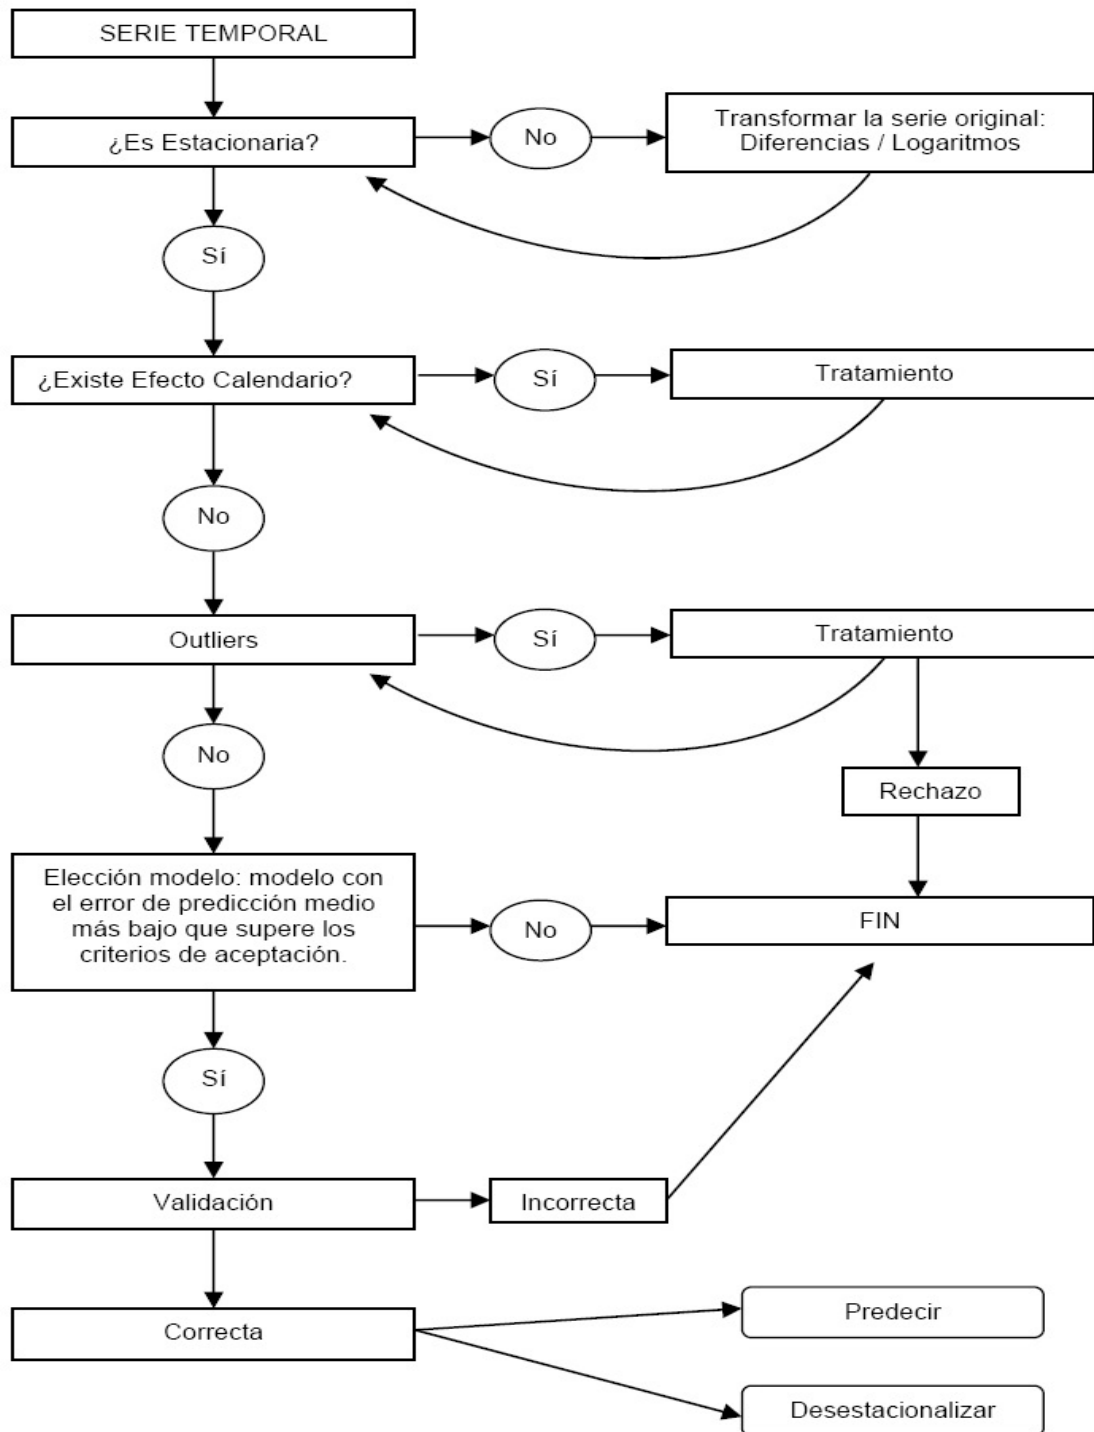 SERIE TEMPORAL
¿Es Estacionaria?
No
Transformar la serie original:
Diferencias / Logaritmos
Sí
¿Existe Efecto Calendario?
Sí
Tratamiento
No
Outliers
Sí
Tratamiento
No
Rechazo
Elección modelo: modelo con
el error de predicción medio
más bajo que supere los
criterios de aceptación.
No
FIN
Sí
Validación
Incorrecta
Correcta
Predecir
Desestacionalizar